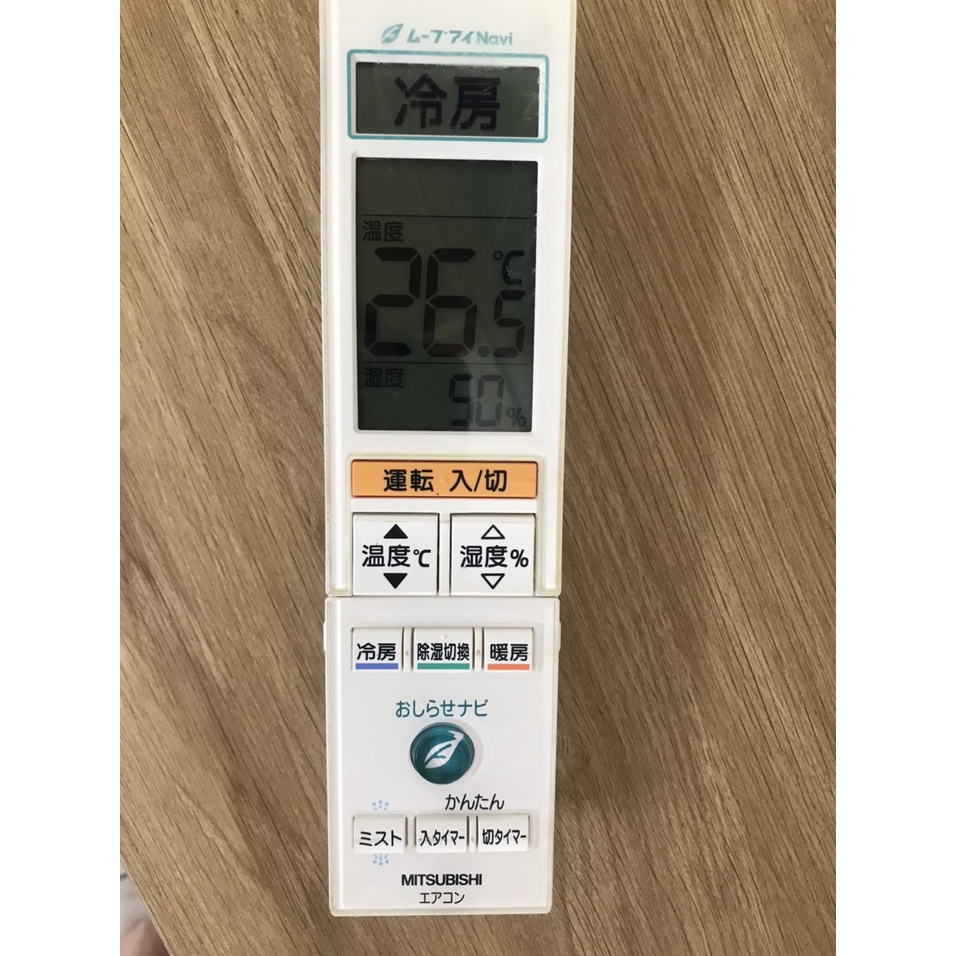 ムーブアイNavi
冷房
温度
26.5℃
湿度
50%
運転 入/切
▲ △
温度℃ 湿度%
▼ ▽
冷房 除湿切換 暖房
おしらせナビ
かんたん
ミスト 入タイマー 切タイマー
MITSUBISHI
エアコン